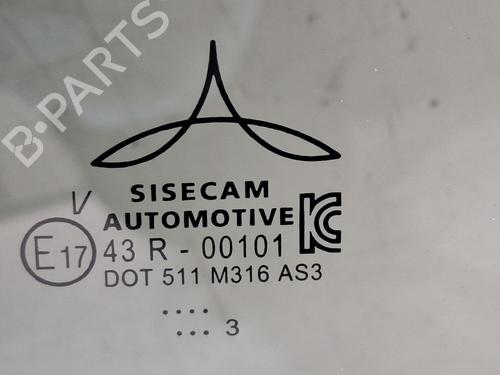 B-PARTS
SISECAM
AUTOMOTIVE
V
E17 43 R - 00101
DOT 511 M316 AS3
....
... 3